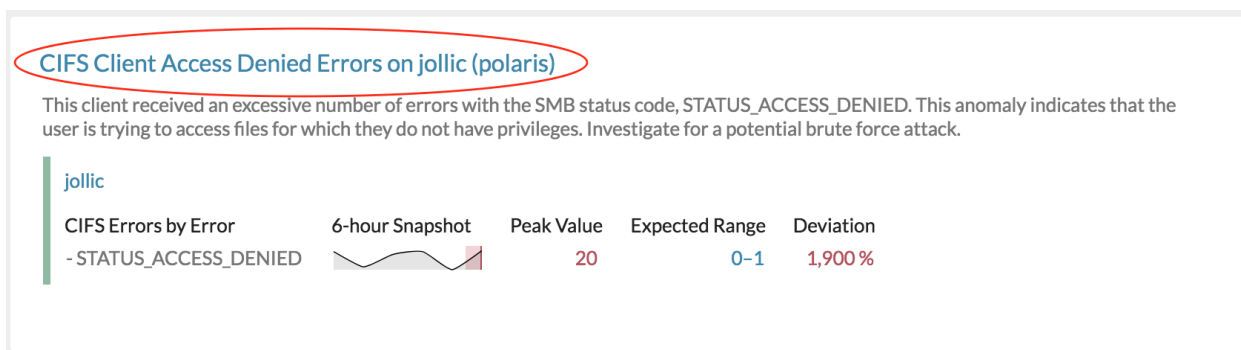 CIFS Client Access Denied Errors on jollic (polaris)
This client received an excessive number of errors with the SMB status code, STATUS_ACCESS_DENIED. This anomaly indicates that the
user is trying to access files for which they do not have privileges. Investigate for a potential brute force attack.
jollic
CIFS Errors by Error 6-hour Snapshot Peak Value Expected Range Deviation
- STATUS_ACCESS_DENIED 20 0–1 1,900 %